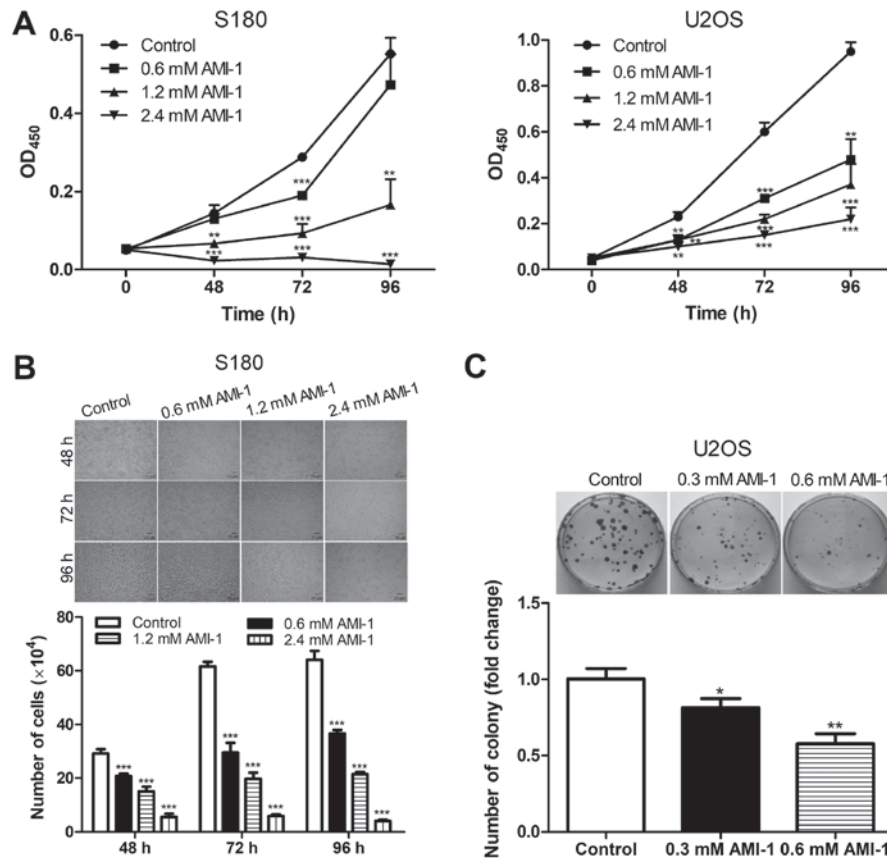 A
S180
Control
0.6 mM AMI-1
1.2 mM AMI-1
2.4 mM AMI-1
OD450
0.6
0.4
0.2
0.0
***
**
**
***
***
***
***
0
48
72
96
Time (h)
U2OS
Control
0.6 mM AMI-1
1.2 mM AMI-1
2.4 mM AMI-1
OD450
1.0
0.8
0.6
0.4
0.2
0.0
**
***
**
**
***
***
**
***
***
0
48
72
96
Time (h)
B
S180
Control
0.6 mM AMI-1
1.2 mM AMI-1
2.4 mM AMI-1
48 h
72 h
96 h
Control
0.6 mM AMI-1
1.2 mM AMI-1
2.4 mM AMI-1
Number of cells (×10⁴)
80
60
40
20
0
***
***
***
***
***
***
***
***
***
48 h
72 h
96 h
C
U2OS
Control
0.3 mM AMI-1
0.6 mM AMI-1
Number of colony (fold change)
1.5
1.0
0.5
0.0
*
**
Control
0.3 mM AMI-1
0.6 mM AMI-1